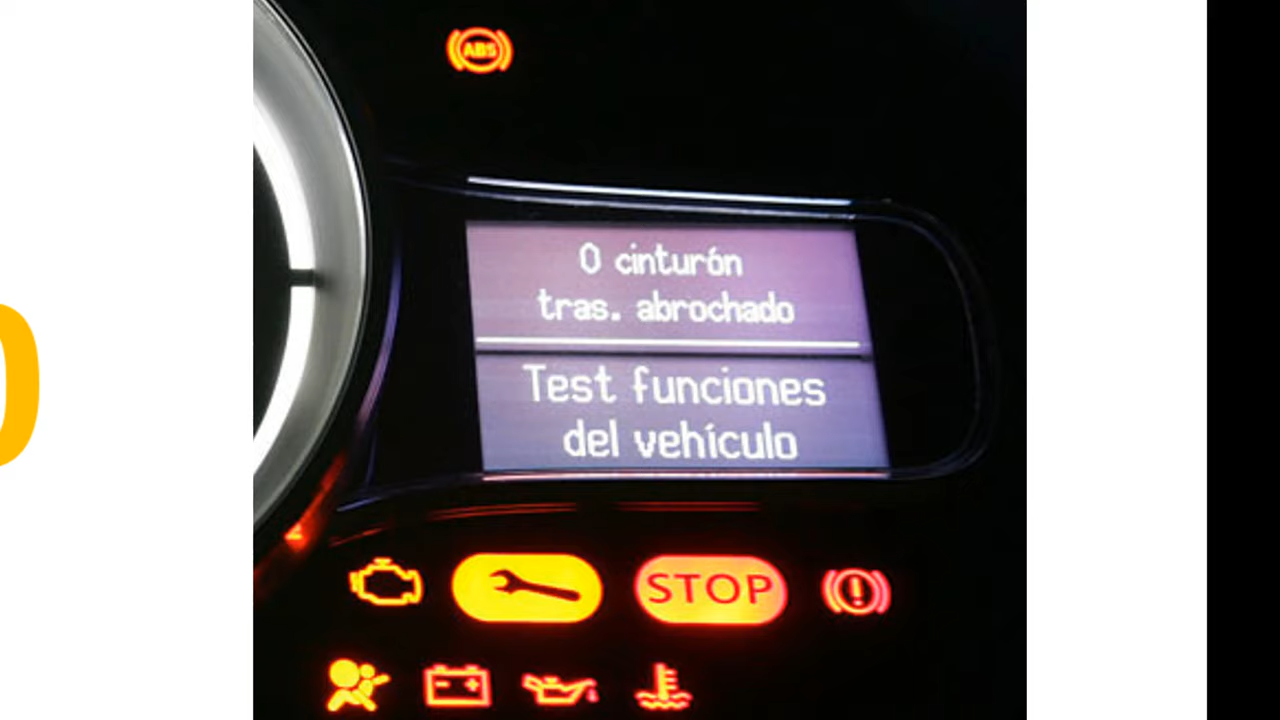 ABS
0 cinturón
tras. abrochado
Test funciones
del vehículo
STOP